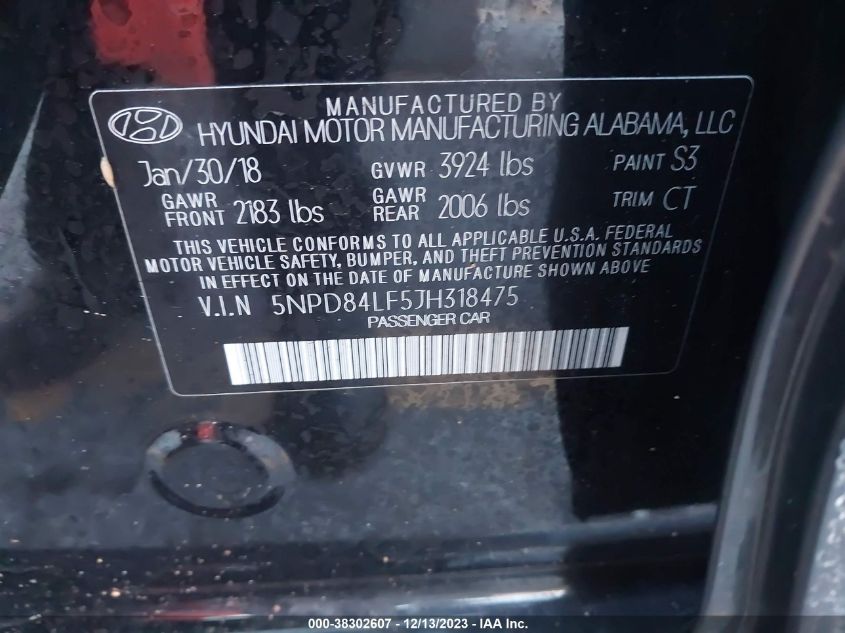 MANUFACTURED BY
HYUNDAI MOTOR MANUFACTURING ALABAMA, LLC
Jan/30/18 GVWR 3924 lbs PAINT S3
GAWR FRONT 2183 lbs GAWR REAR 2006 lbs TRIM CT
THIS VEHICLE CONFORMS TO ALL APPLICABLE U.S.A. FEDERAL
MOTOR VEHICLE SAFETY, BUMPER, AND THEFT PREVENTION STANDARDS
IN EFFECT ON THE DATE OF MANUFACTURE SHOWN ABOVE
V.I.N 5NPD84LF5JH318475
PASSENGER CAR
000-38302607 - 12/13/2023 - IAA Inc.